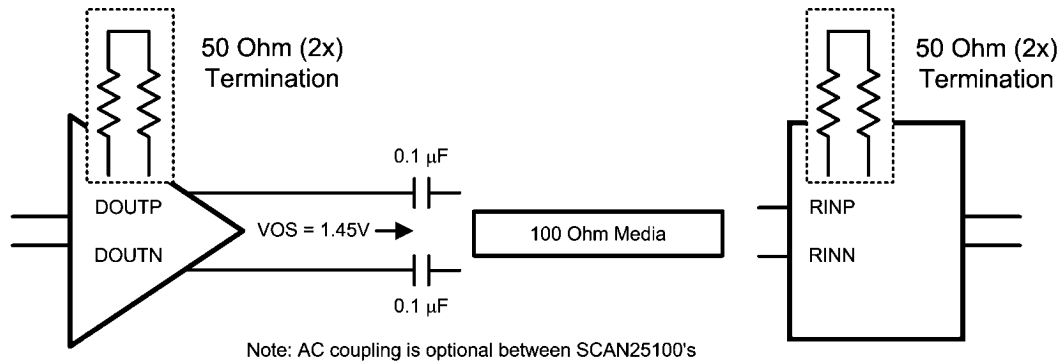 50 Ohm (2x)
Termination
50 Ohm (2x)
Termination
0.1 µF
DOUTP
VOS = 1.45V
DOUTN
100 Ohm Media
RINP
RINN
0.1 µF
Note: AC coupling is optional between SCAN25100's